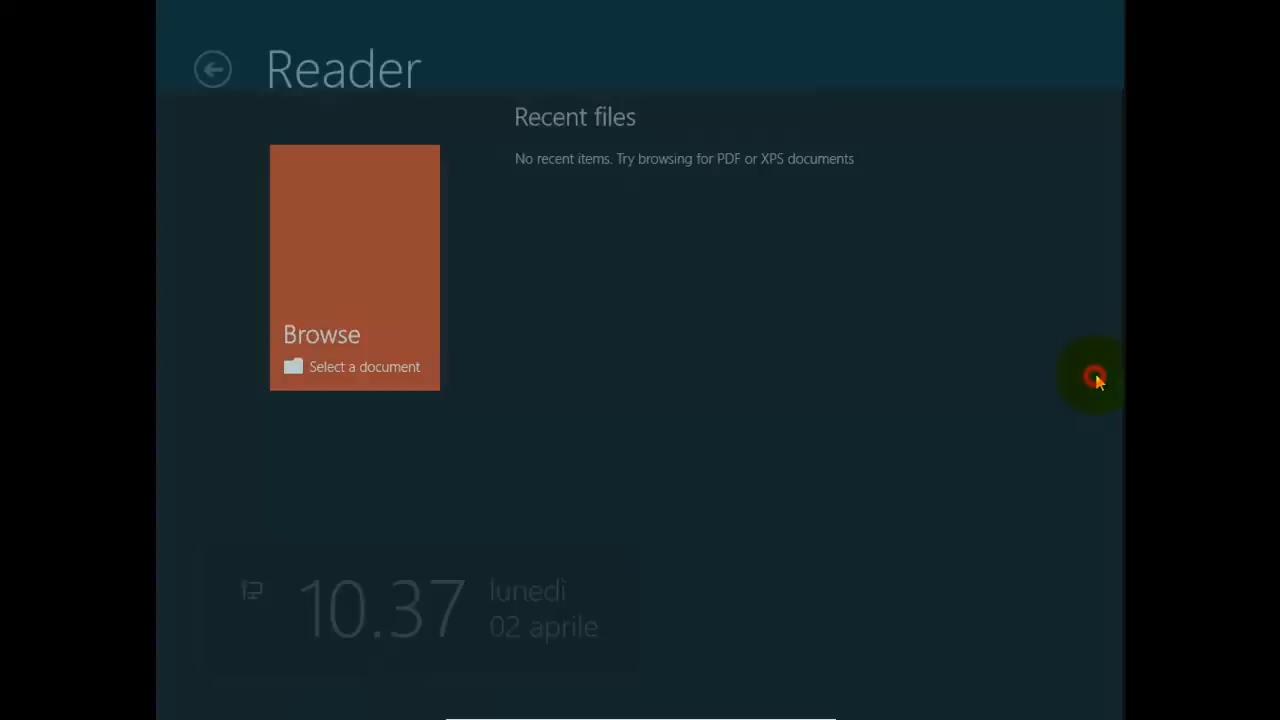 Reader
Recent files
No recent items. Try browsing for PDF or XPS documents
Browse
Select a document
10.37
lunedì
02 aprile